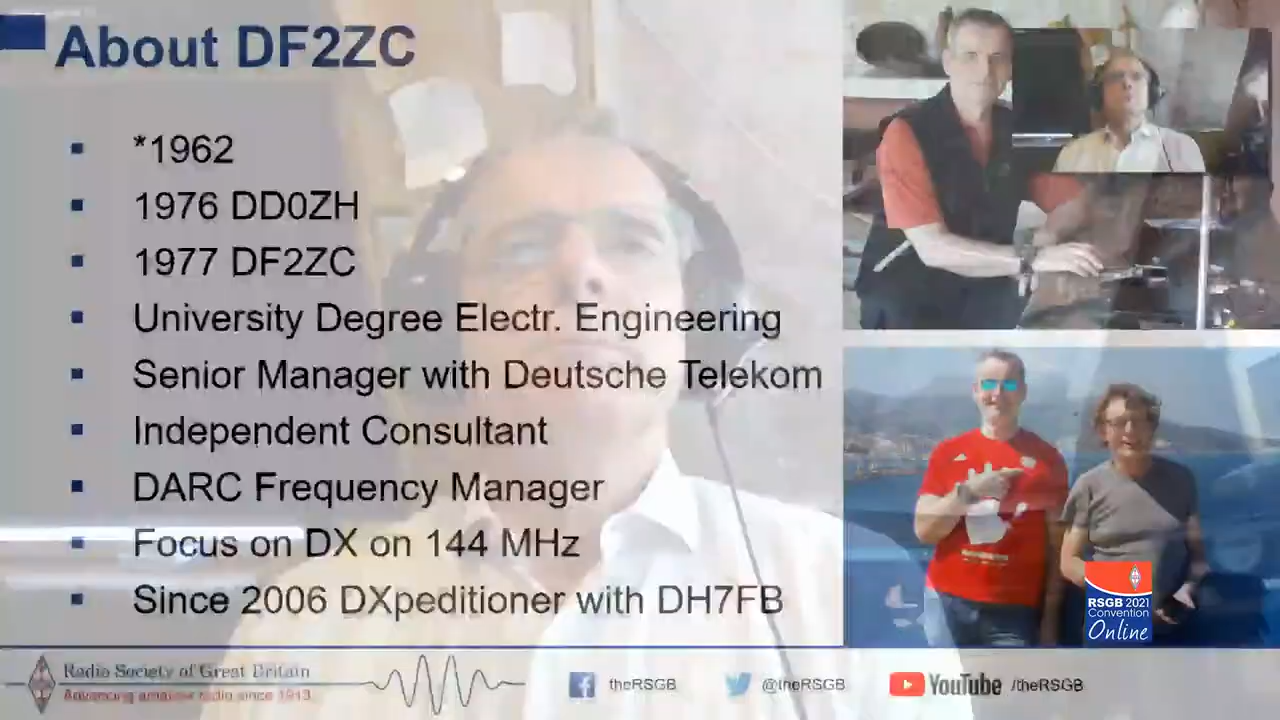 About DF2ZC
*1962
1976 DD0ZH
1977 DF2ZC
University Degree Electr. Engineering
Senior Manager with Deutsche Telekom
Independent Consultant
DARC Frequency Manager
Focus on DX on 144 MHz
Since 2006 DXpeditioner with DH7FB
RSGB 2021
Convention
Online
Radio Society of Great Britain
Advancing amateur radio since 1913
theRSGB
@theRSGB
YouTube /theRSGB